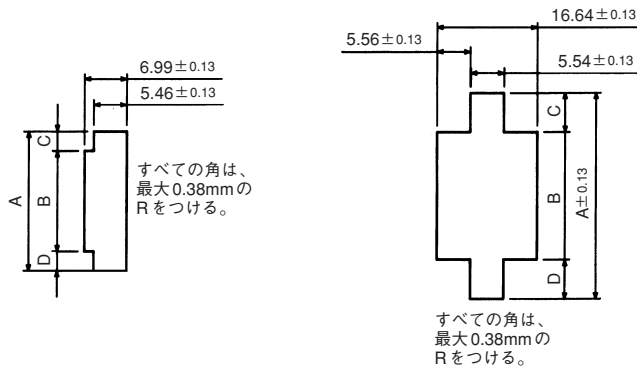 6.99±0.13
5.46±0.13
C
A
B
D
すべての角は、
最大0.38mmの
Rをつける。
16.64±0.13
5.56±0.13
5.54±0.13
C
B
A±0.13
D
すべての角は、
最大0.38mmの
Rをつける。